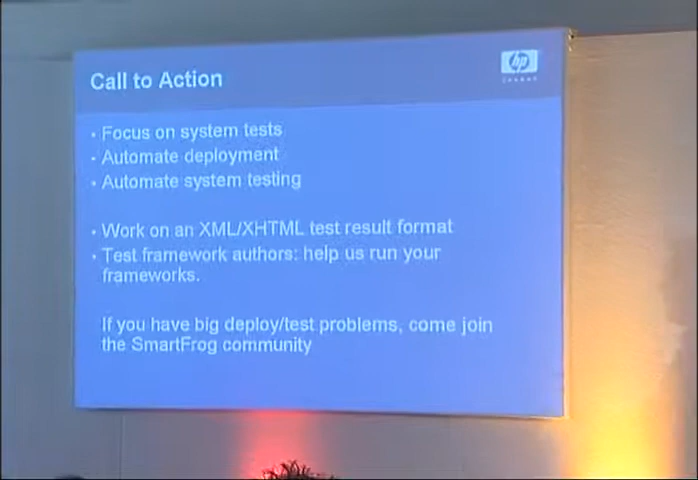 Call to Action
hp
invent
• Focus on system tests
• Automate deployment
• Automate system testing
• Work on an XML/XHTML test result format
• Test framework authors: help us run your
frameworks.
If you have big deploy/test problems, come join
the SmartFrog community